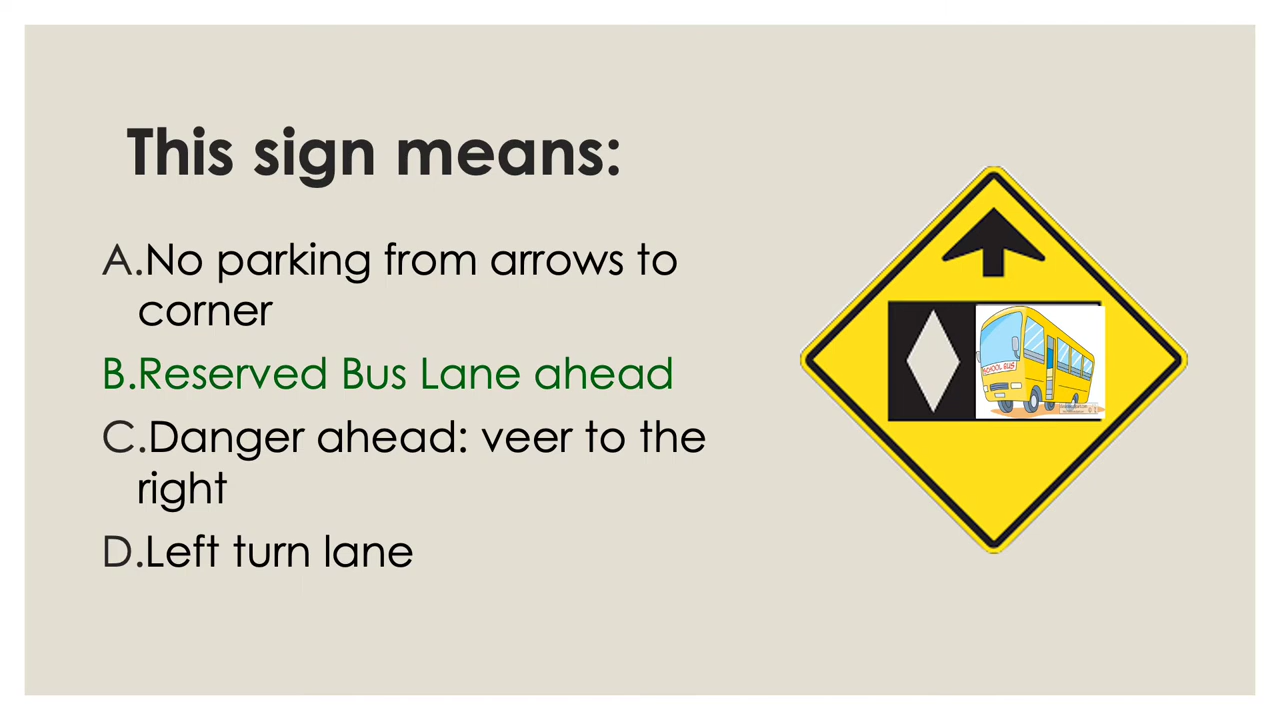 This sign means:
A.No parking from arrows to
corner
B.Reserved Bus Lane ahead
C.Danger ahead: veer to the
right
D.Left turn lane
SCHOOL BUS